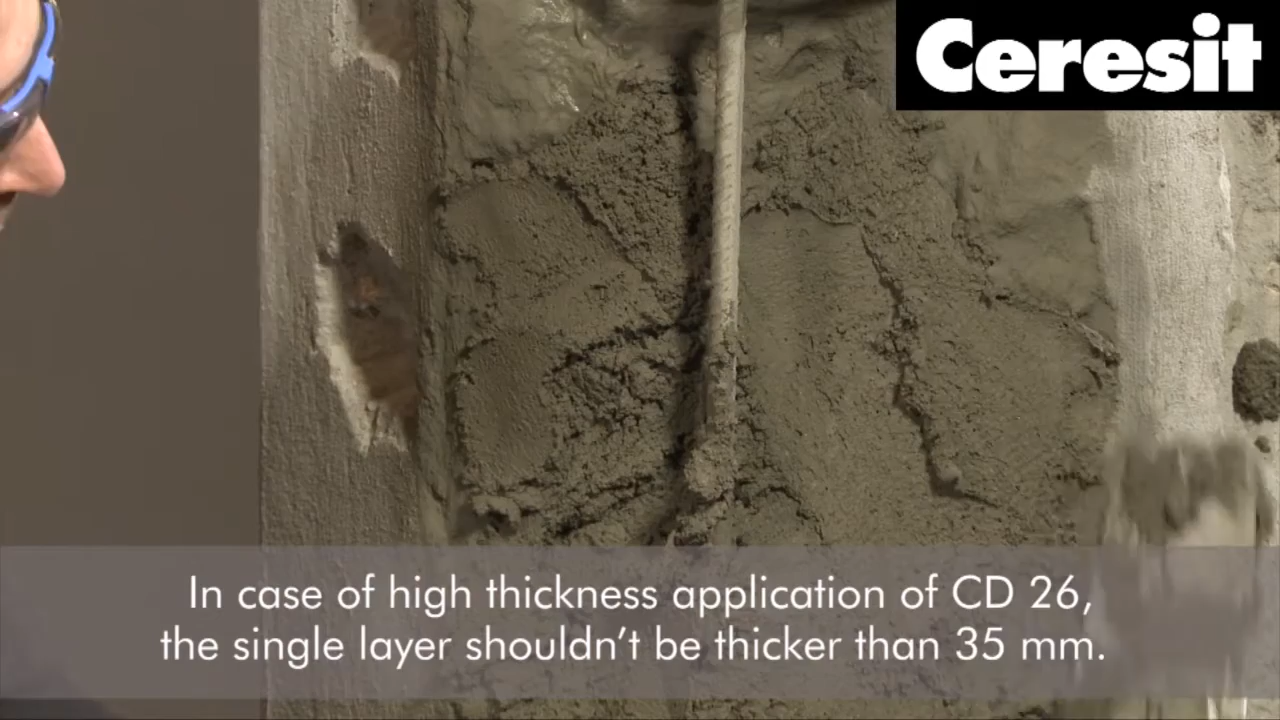 Ceresit
In case of high thickness application of CD 26,
the single layer shouldn’t be thicker than 35 mm.